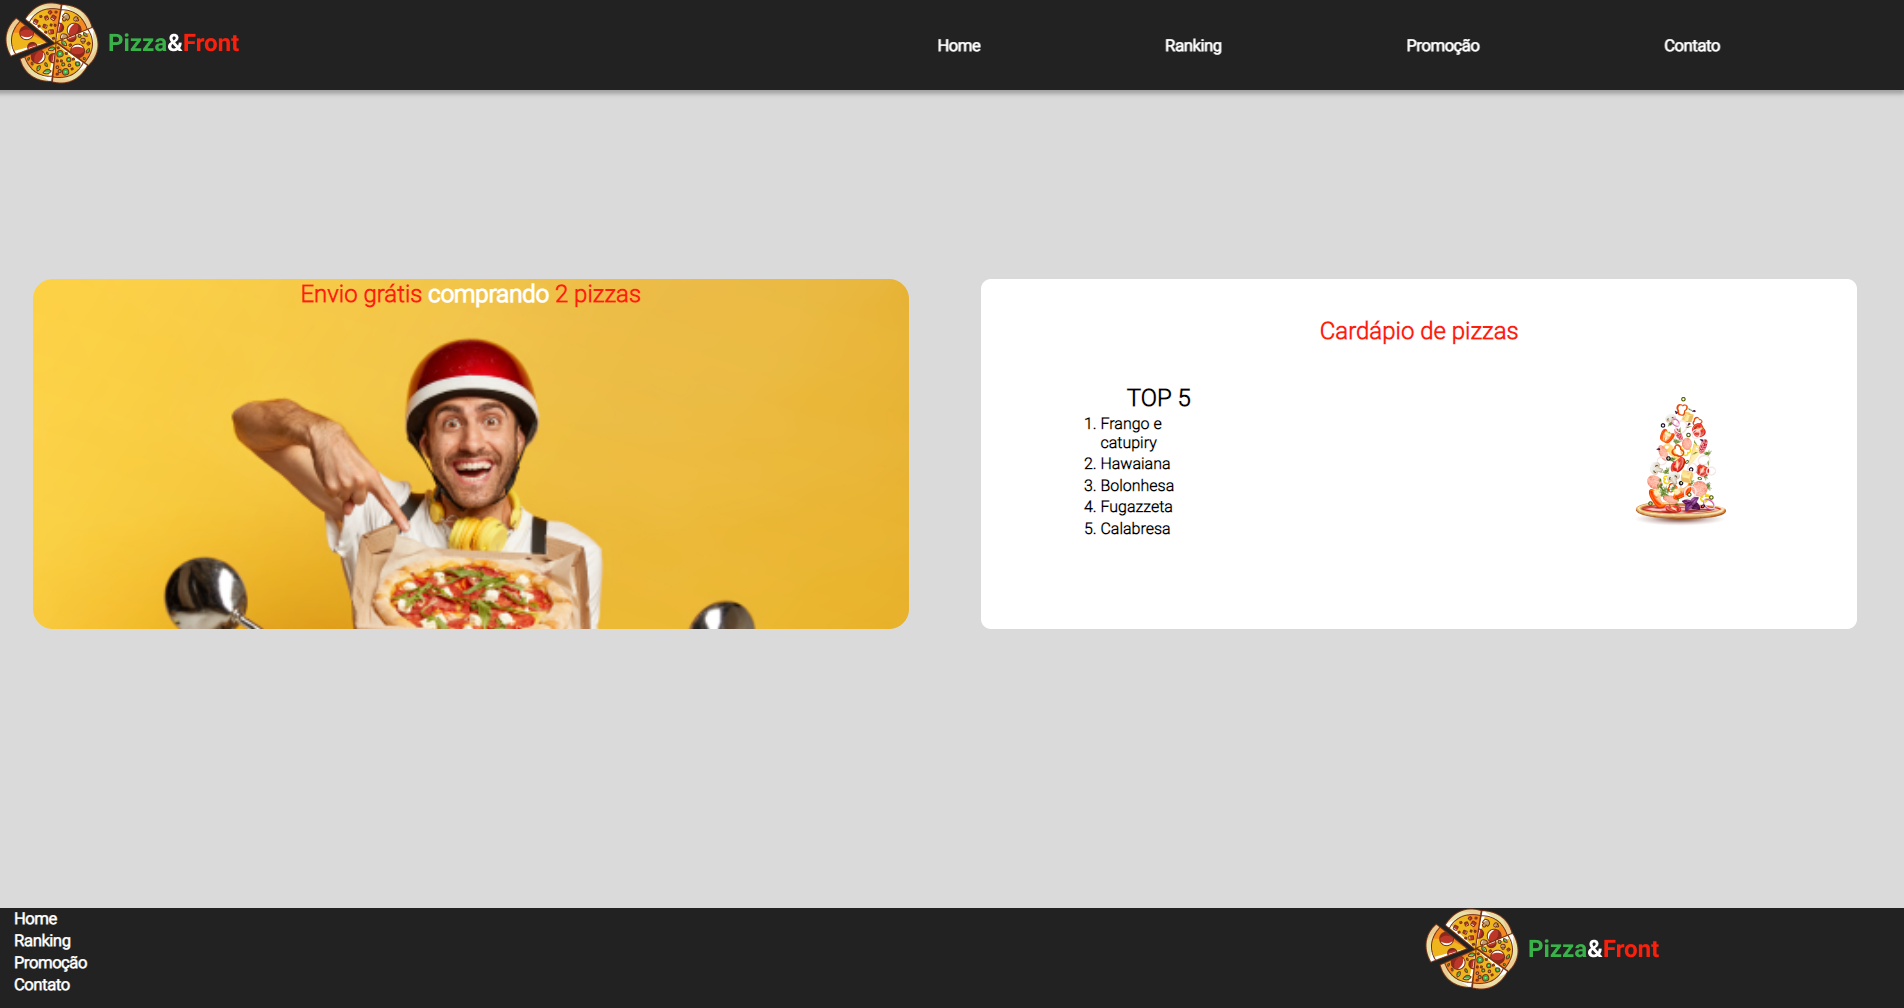 Pizza&Front
Home
Ranking
Promoção
Contato
Envio grátis comprando 2 pizzas
Cardápio de pizzas
TOP 5
1. Frango e
catupiry
2. Hawaiana
3. Bolonhesa
4. Fugazzeta
5. Calabresa
Home
Ranking
Promoção
Contato
Pizza&Front